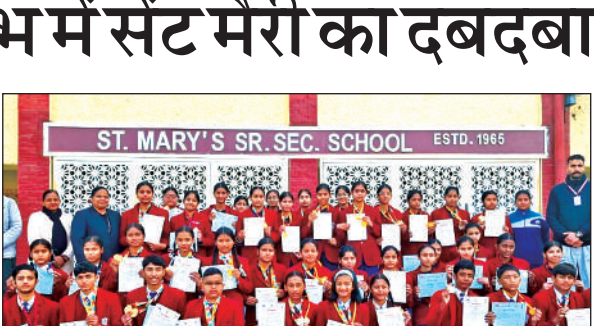 में सेंट मैरी का दबदबा
ST. MARY'S SR. SEC. SCHOOL ESTD. 1965